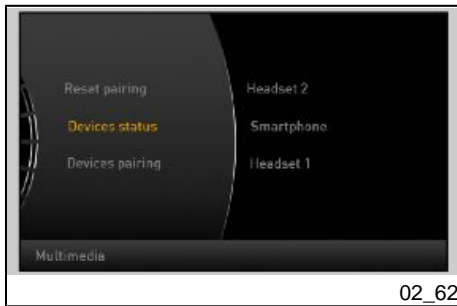 Reset pairing
Devices status
Devices pairing
Headset 2
Smartphone
Headset 1
Multimedia
02_62